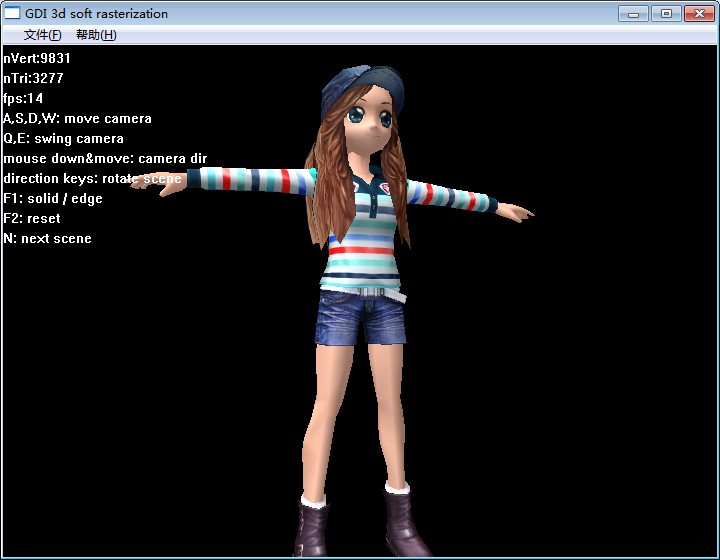 GDI 3d soft rasterization
文件(F) 帮助(H)
nVert:9831
nTri:3277
fps:14
A,S,D,W: move camera
Q,E: swing camera
mouse down&move: camera dir
direction keys: rotate scene
F1: solid / edge
F2: reset
N: next scene